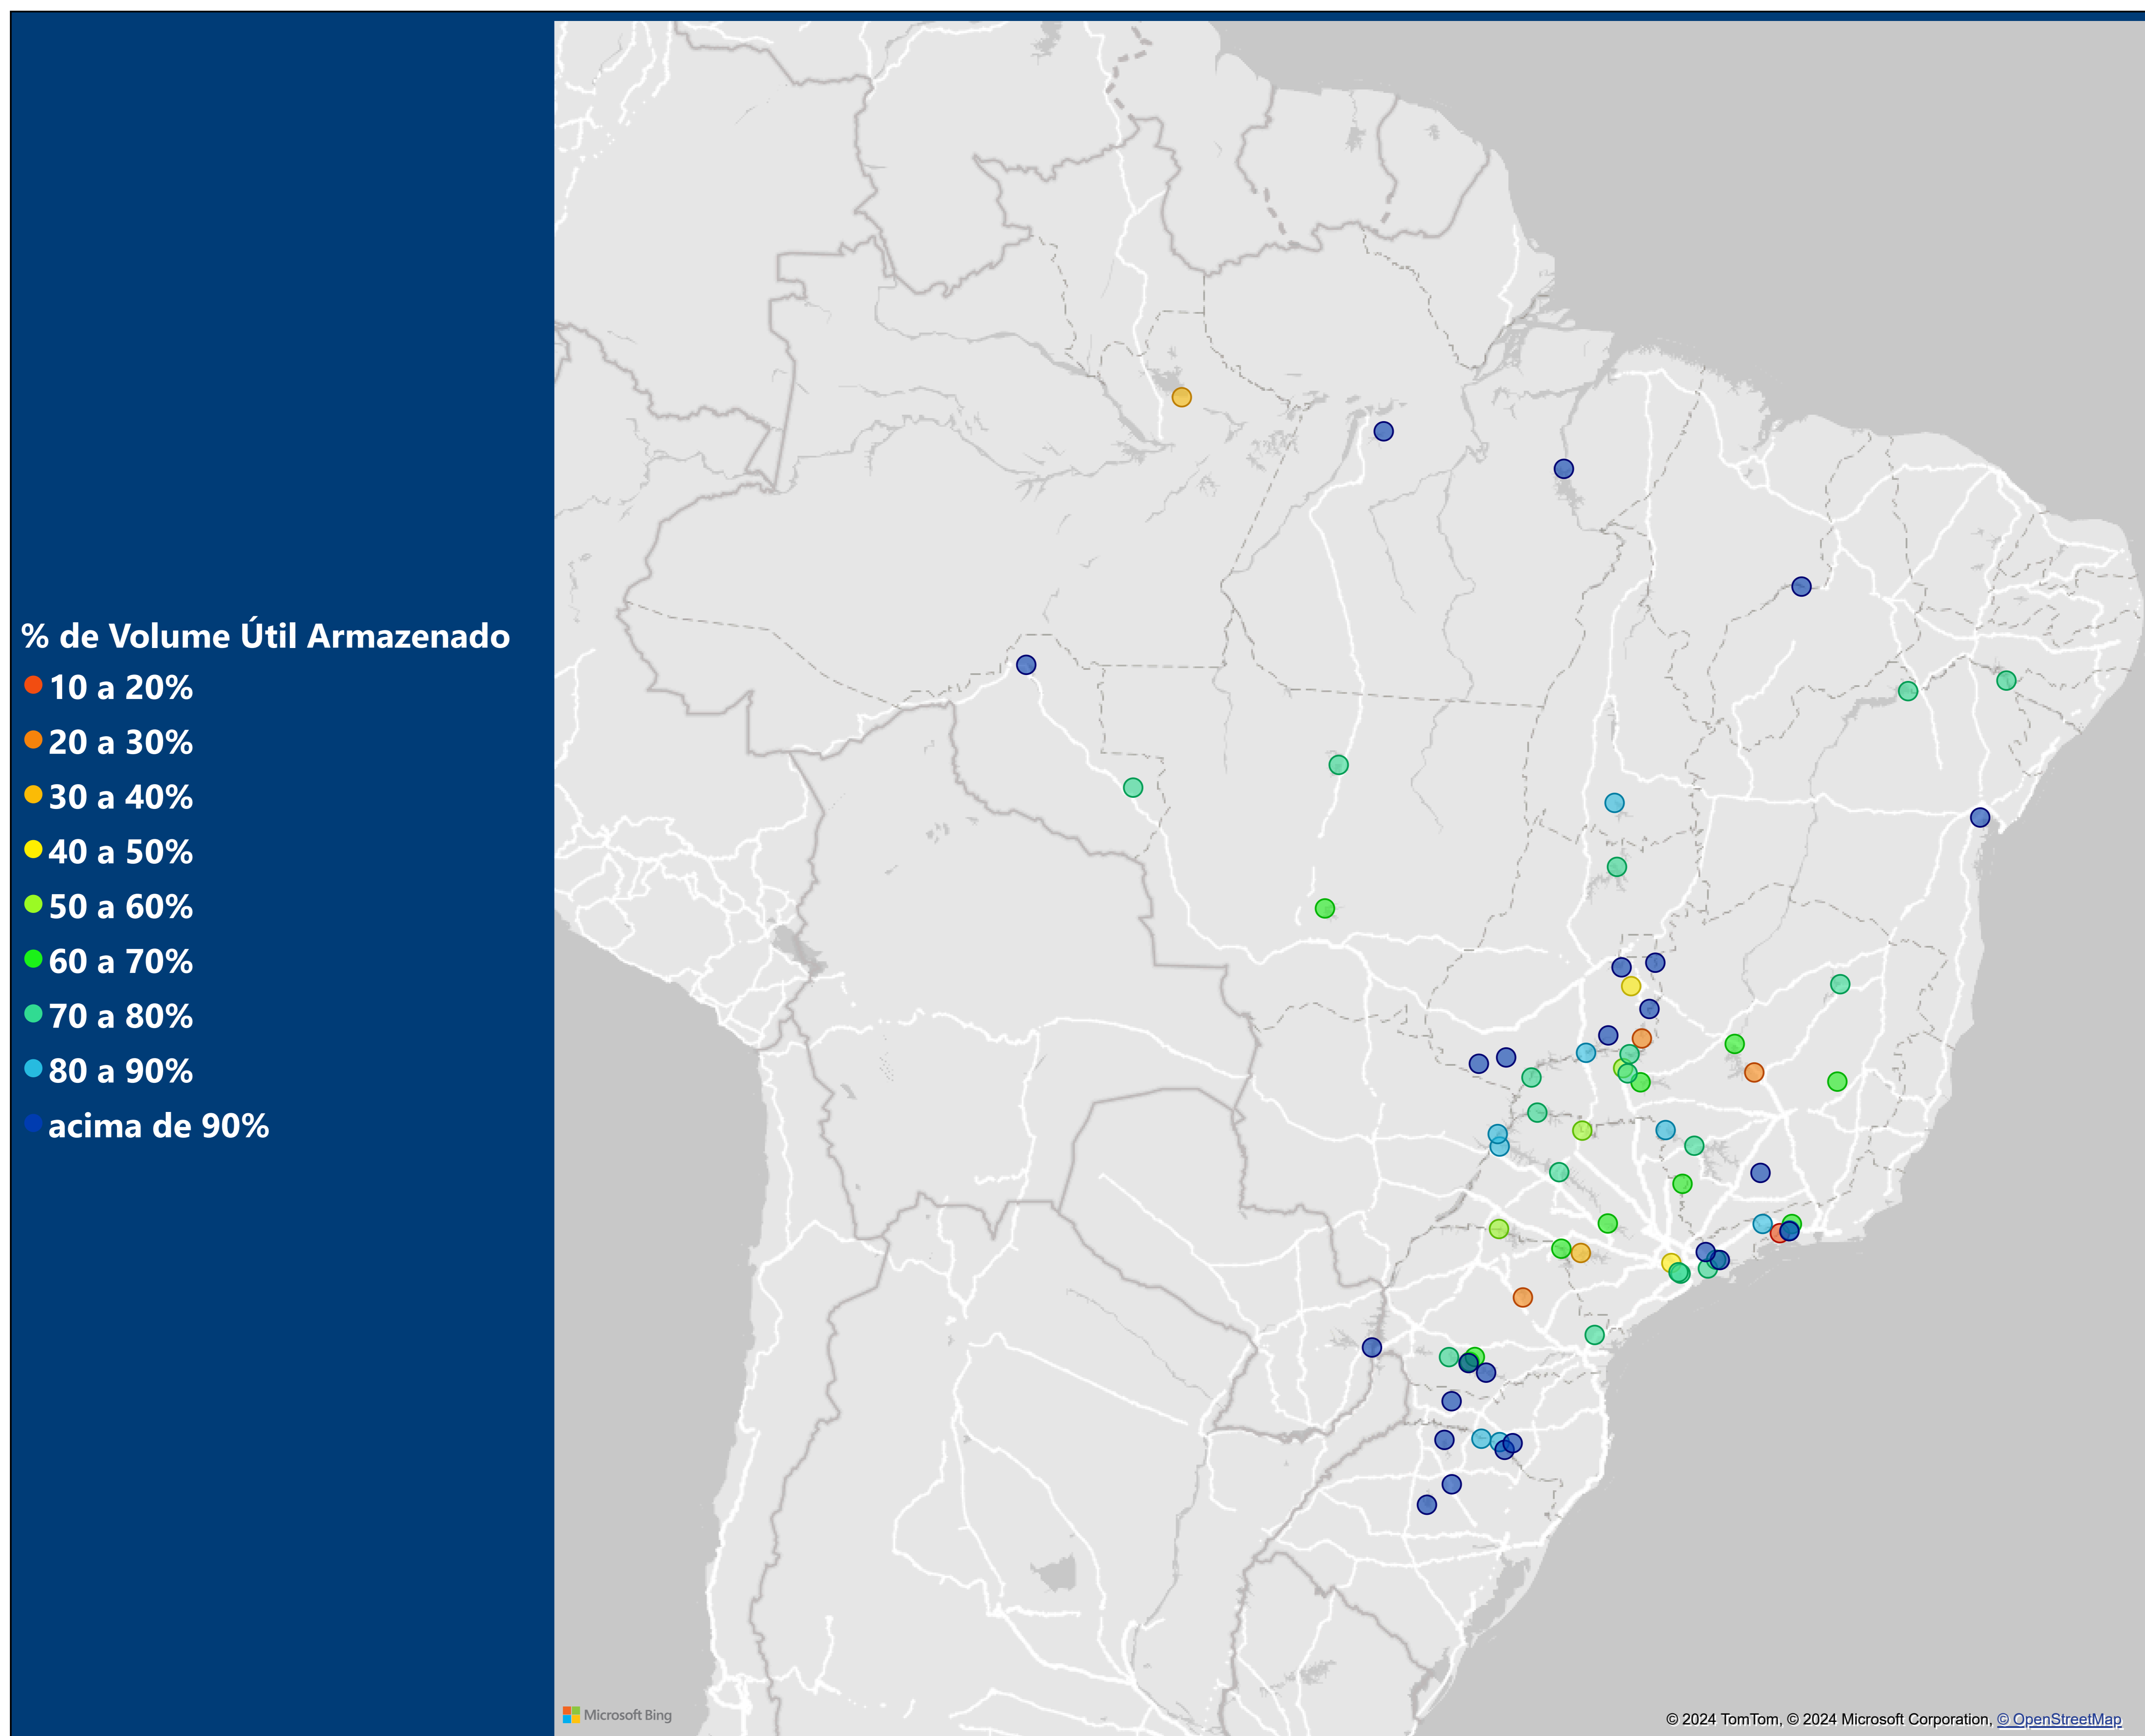 % de Volume Útil Armazenado
10 a 20%
20 a 30%
30 a 40%
40 a 50%
50 a 60%
60 a 70%
70 a 80%
80 a 90%
acima de 90%
Microsoft Bing
© 2024 TomTom, © 2024 Microsoft Corporation, © OpenStreetMap